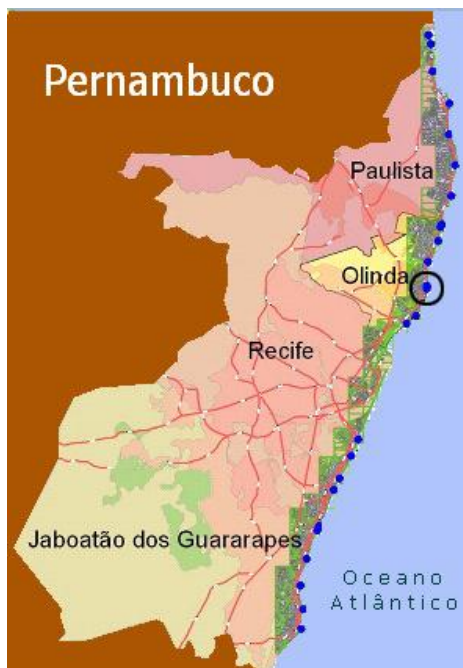 Pernambuco
Paulista
Olinda
Recife
Jaboatão dos Guararapes
Oceano
Atlântico